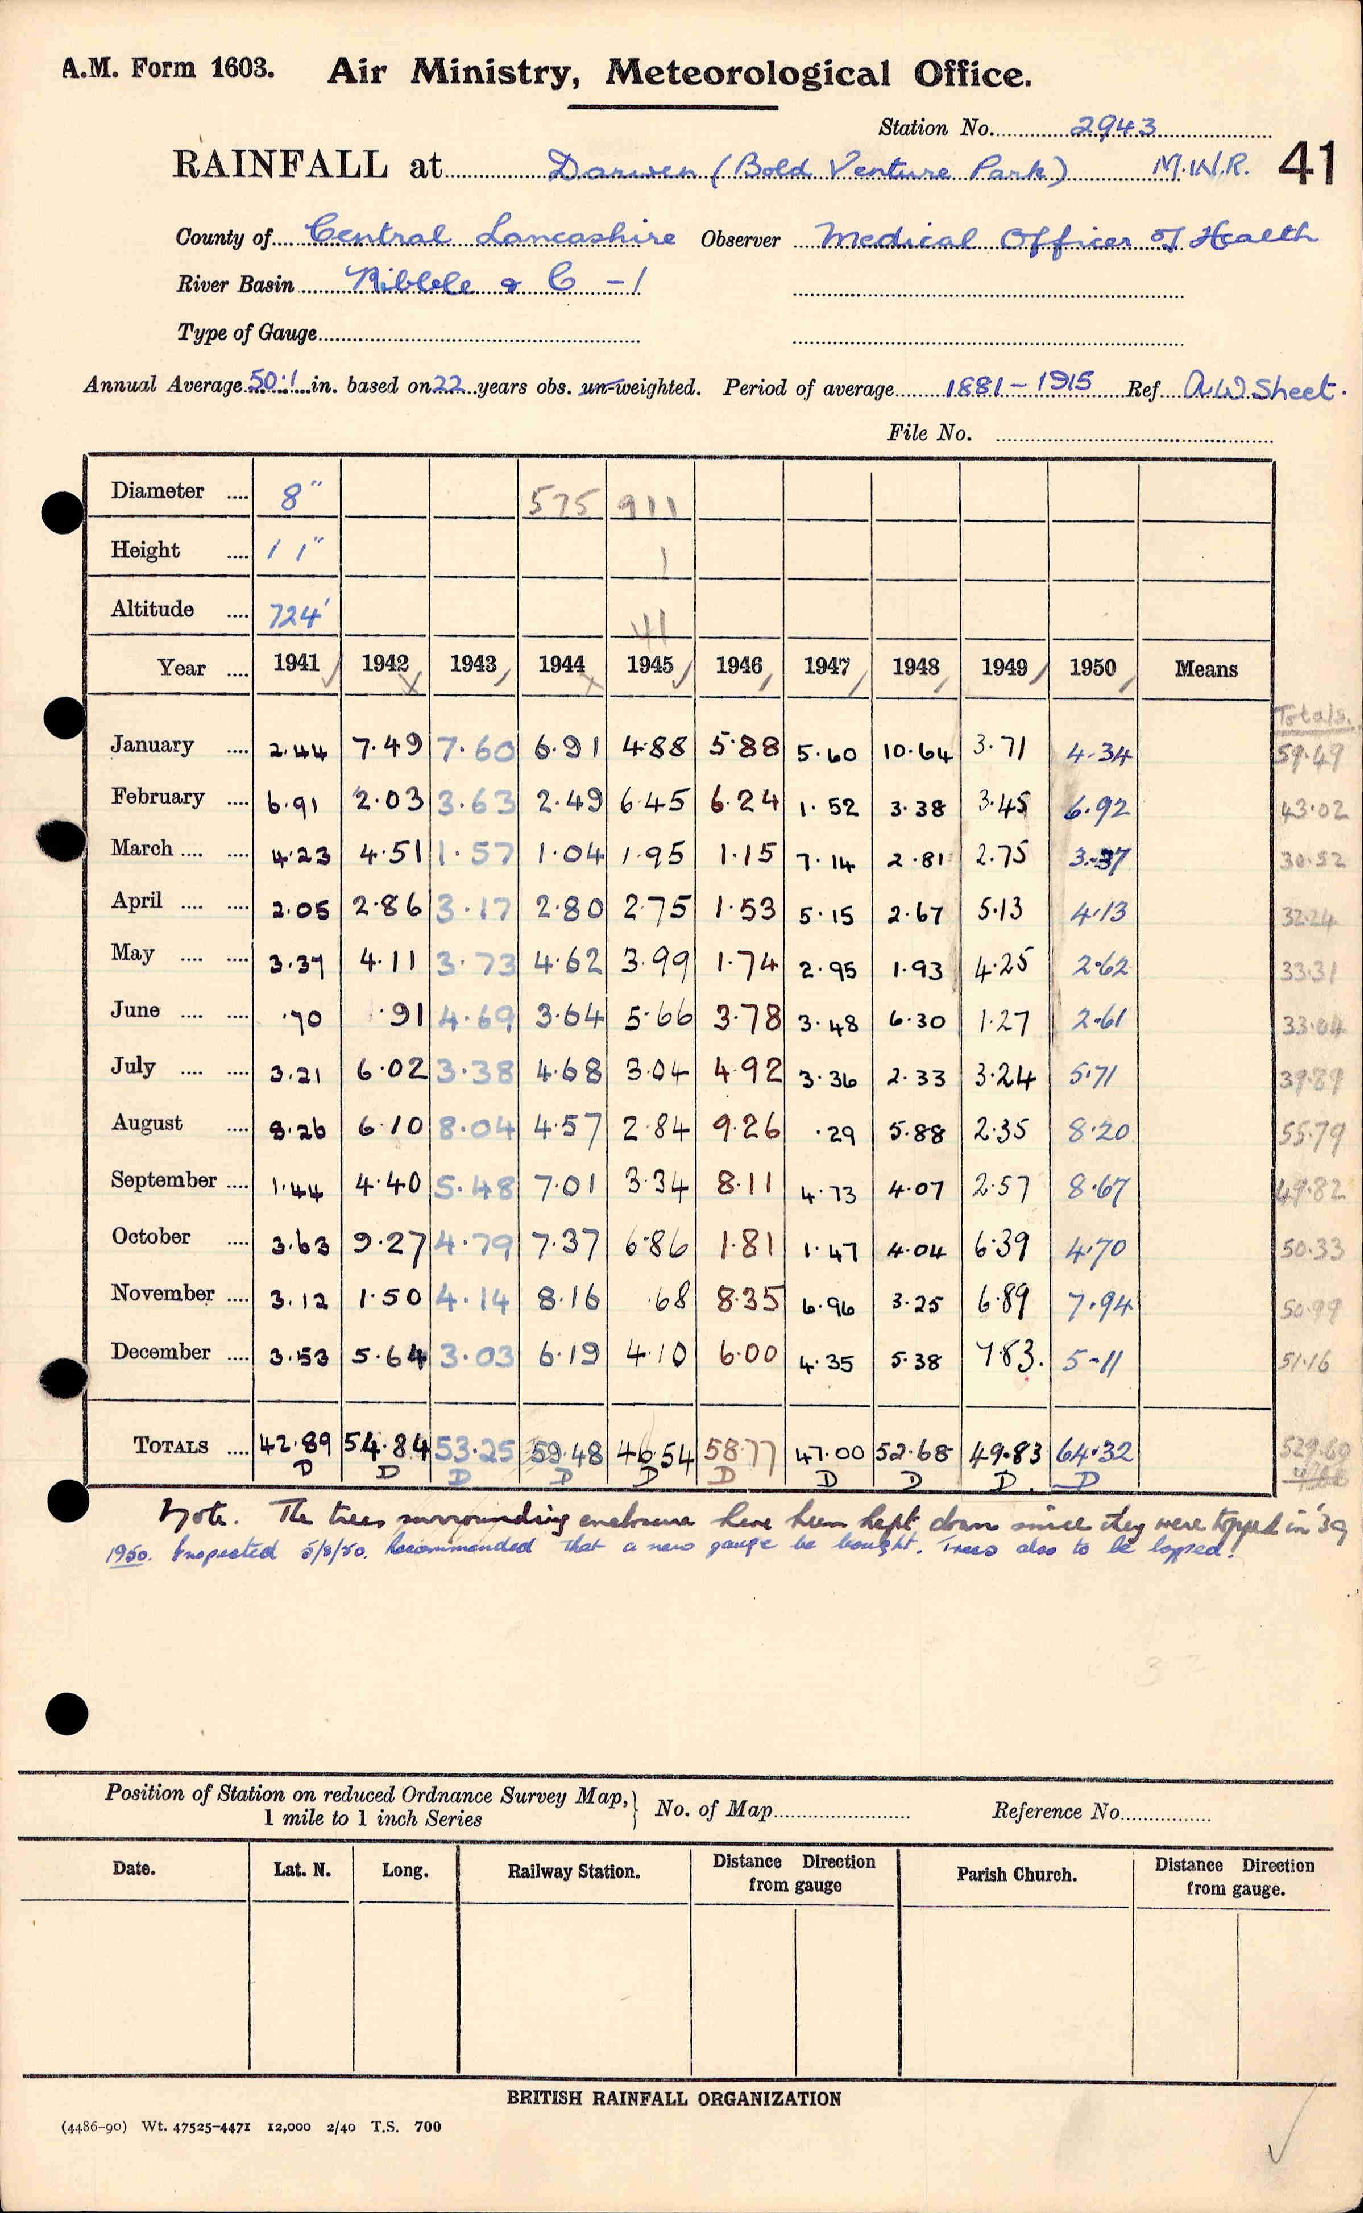 A.M. Form 1603. Air Ministry, Meteorological Office.
Station No. 2943
RAINFALL at Darwen (Bold Venture Park) M.W.R. 41
County of Central Lancashire Observer Medical Officer of Health
River Basin Ribble & C -1
Type of Gauge
Annual Average 50.1 in. based on 22 years obs. un-weighted. Period of average 1881-1915 Ref. A.W. Sheet.
File No.
Diameter .... 8" 575 911
Height .... 1' 1" 1
Altitude .... 724' 41
Year .... 1941 1942 1943 1944 1945 1946 1947 1948 1949 1950 Means
Totals.
January .... 2.44 7.49 7.60 6.91 4.88 5.88 5.60 10.64 3.71 4.34 59.49
February .... 6.91 2.03 3.63 2.49 6.45 6.24 1.52 3.38 3.45 6.92 43.02
March .... .... 4.23 4.51 1.57 1.04 1.95 1.15 7.14 2.81 2.75 3.37 30.52
April .... .... 2.05 2.86 3.17 2.80 2.75 1.53 5.15 2.67 5.13 4.13 32.24
May .... .... 3.37 4.11 3.73 4.62 3.99 1.74 2.95 1.93 4.25 2.62 33.31
June .... .... .70 .91 4.69 3.64 5.66 3.78 3.48 6.30 1.27 2.61 33.04
July .... .... 3.21 6.02 3.38 4.68 3.04 4.92 3.36 2.33 3.24 5.71 39.89
August .... 8.26 6.10 8.04 4.57 2.84 9.26 .29 5.88 2.35 8.20 55.79
September .... 1.44 4.40 5.48 7.01 3.34 8.11 4.73 4.07 2.57 8.67 49.82
October .... 3.63 9.27 4.79 7.37 6.86 1.81 1.47 4.04 6.39 4.70 50.33
November .... 3.12 1.50 4.14 8.16 .68 8.35 6.96 3.25 6.89 7.94 50.99
December .... 3.53 5.64 3.03 6.19 4.10 6.00 4.35 5.38 7.83. 5.11 51.16
TOTALS .... 42.89 54.84 53.25 59.48 46.54 58.77 47.00 52.68 49.83 64.32 529.60
D D D D D D D D D. D
Note. The trees surrounding enclosure have been kept down since they were topped in '39
1950. Inspected 5/8/50. Recommended that a new gauge be bought. Trees also to be lopped.
Position of Station on reduced Ordnance Survey Map,
1 mile to 1 inch Series
No. of Map
Reference No.
Date. Lat. N. Long. Railway Station. Distance Direction from gauge Parish Church. Distance Direction from gauge.
BRITISH RAINFALL ORGANIZATION
(4486-90) Wt. 47525-4471 12,000 2/40 T.S. 700